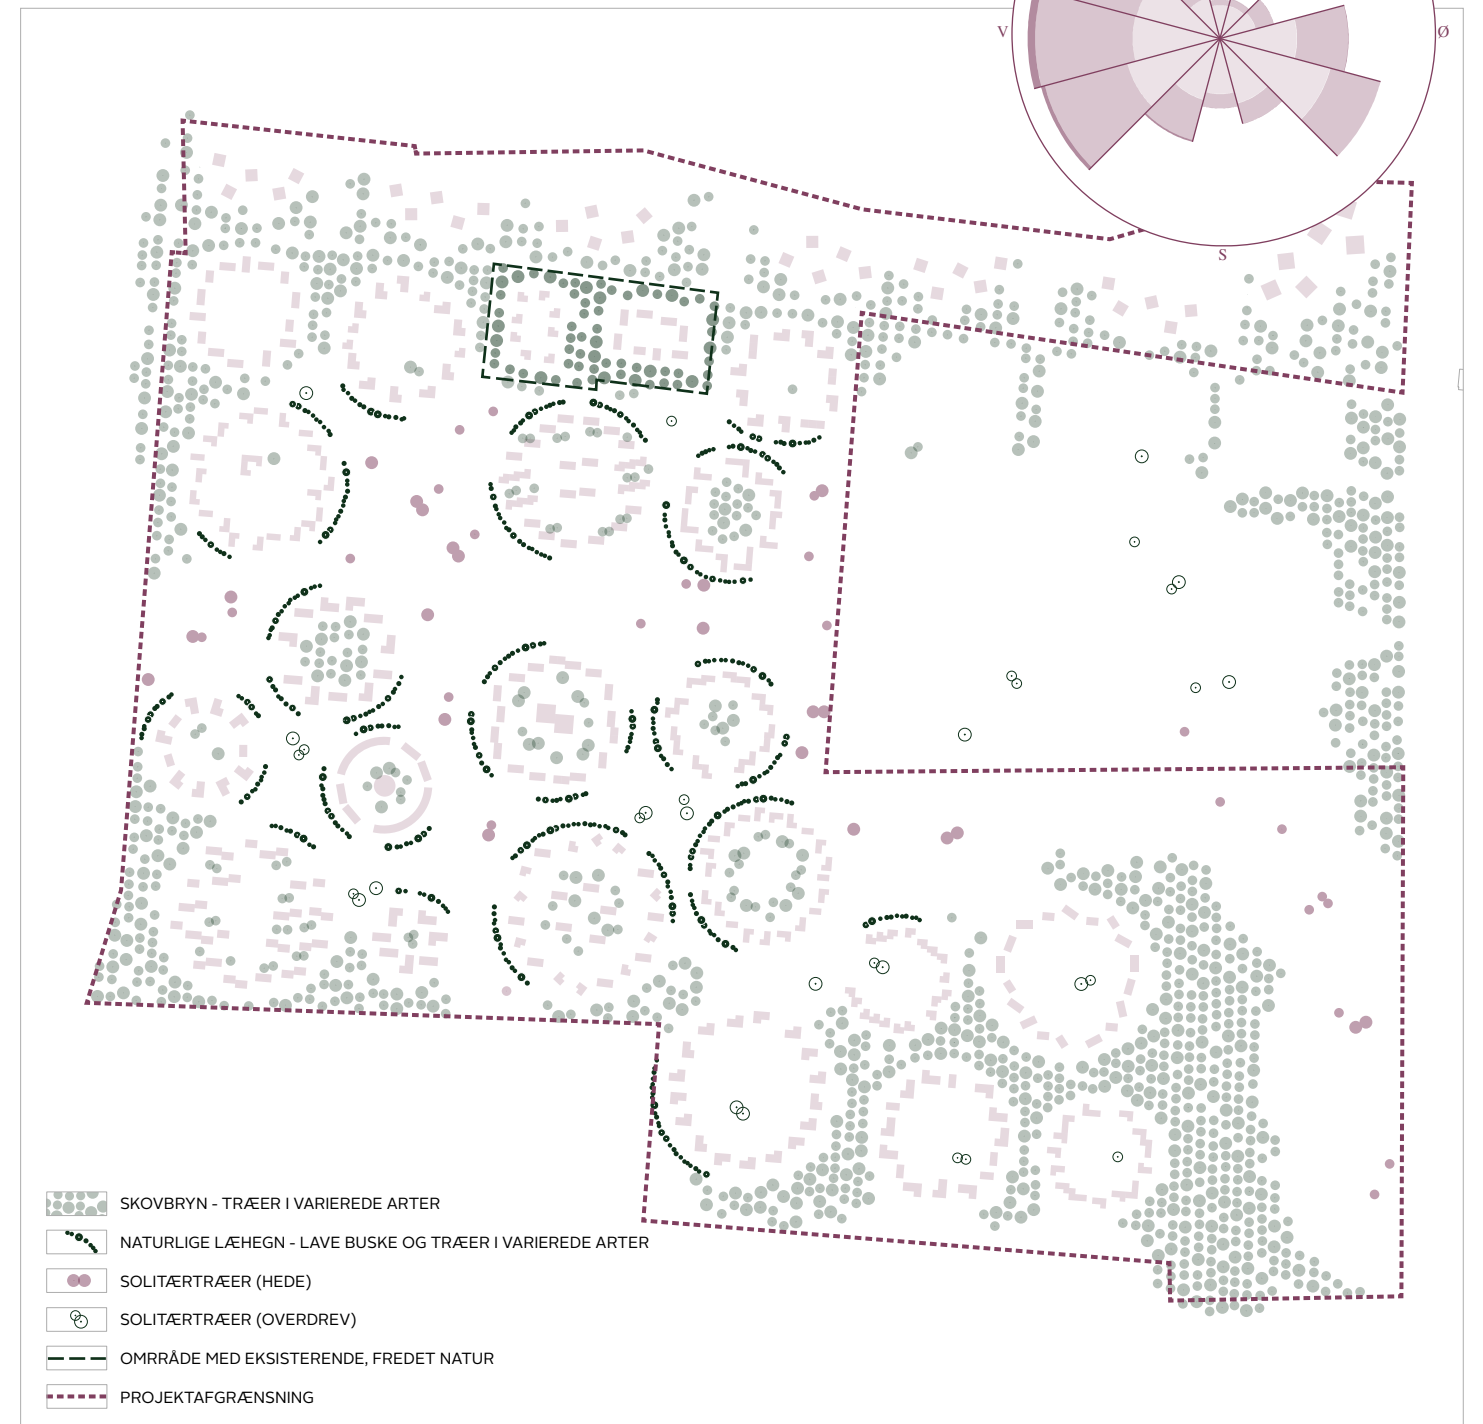 V
Ø
S
SKOVBRYN - TRÆER I VARIEREDE ARTER
NATURLIGE LÆHEGN - LAVE BUSKE OG TRÆER I VARIEREDE ARTER
SOLITÆRTRÆER (HEDE)
SOLITÆRTRÆER (OVERDREV)
OMRRÅDE MED EKSISTERENDE, FREDET NATUR
PROJEKTAFGRÆNSNING